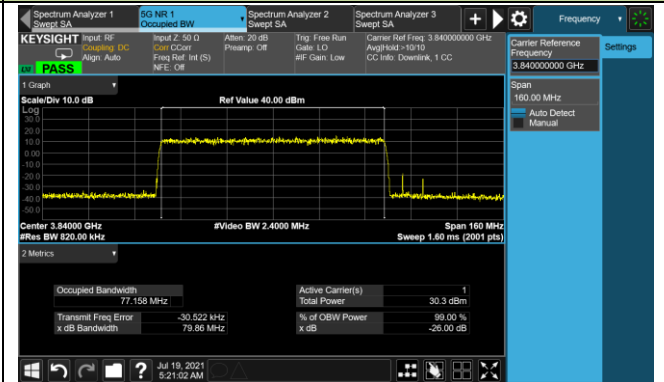 Spectrum Analyzer 1
Swept SA
5G NR 1
Occupied BW
Spectrum Analyzer 2
Swept SA
Spectrum Analyzer 3
Swept SA
Frequency
KEYSIGHT
Input: RF
Coupling: DC
Align: Auto
Input Z: 50 Ω
Corr CCorr
Freq Ref: Int (S)
NFE: Off
Atten: 20 dB
Preamp: Off
Trig: Free Run
Gate: LO
#IF Gain: Low
Carrier Ref Freq: 3.840000000 GHz
Avg|Hold:>10/10
CC Info: Downlink, 1 CC
PASS
Carrier Reference
Frequency
3.840000000 GHz
Settings
Span
160.00 MHz
Auto Detect
Manual
1 Graph
Scale/Div 10.0 dB
Ref Value 40.00 dBm
Log
30.0
20.0
10.0
0.00
-10.0
-20.0
-30.0
-40.0
-50.0
Center 3.84000 GHz
#Video BW 2.4000 MHz
Span 160 MHz
#Res BW 820.00 kHz
Sweep 1.60 ms (2001 pts)
2 Metrics
Occupied Bandwidth
77.158 MHz
Active Carrier(s)
1
Total Power
30.3 dBm
Transmit Freq Error
-30.522 kHz
% of OBW Power
99.00 %
x dB Bandwidth
79.86 MHz
x dB
-26.00 dB
?
Jul 19, 2021
5:21:02 AM